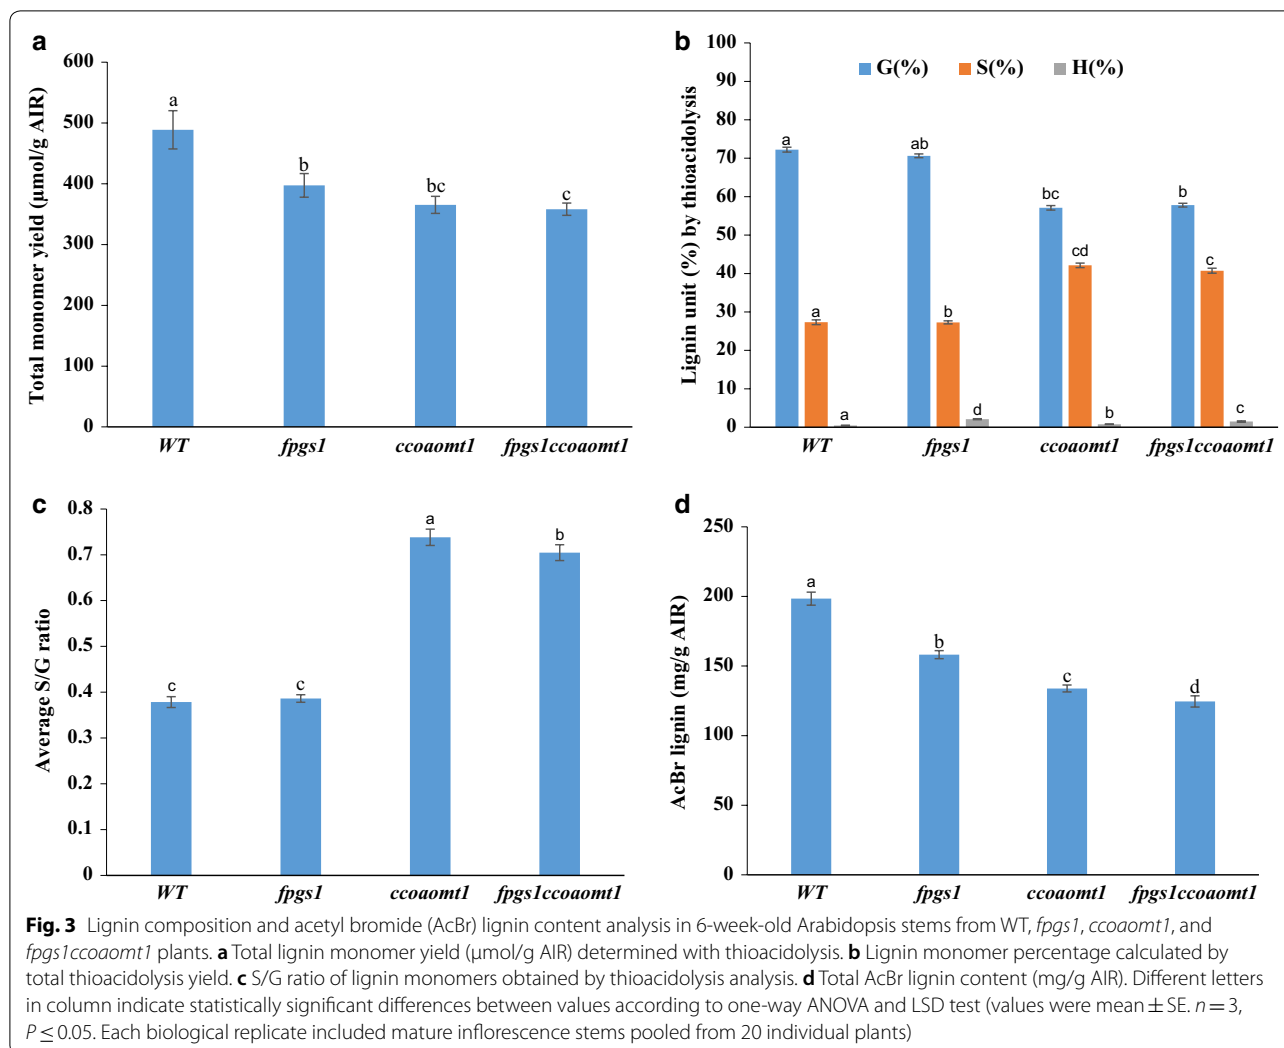 a
Total monomer yield (µmol/g AIR)
600
500
400
300
200
100
0
a
b
bc
c
WT
fpgs1
ccoaomt1
fpgs1ccoaomt1
b
Lignin unit (%) by thioacidolysis
100
90
80
70
60
50
40
30
20
10
0
G(%) S(%) H(%)
a
a
a
ab
b
d
bc
cd
b
b
c
c
WT
fpgs1
ccoaomt1
fpgs1ccoaomt1
c
Average S/G ratio
0.8
0.7
0.6
0.5
0.4
0.3
0.2
0.1
0
c
c
a
b
WT
fpgs1
ccoaomt1
fpgs1ccoaomt1
d
AcBr lignin (mg/g AIR)
250
200
150
100
50
0
a
b
c
d
WT
fpgs1
ccoaomt1
fpgs1ccoaomt1
Fig. 3 Lignin composition and acetyl bromide (AcBr) lignin content analysis in 6-week-old Arabidopsis stems from WT, fpgs1, ccoaomt1, and
fpgs1ccoaomt1 plants. a Total lignin monomer yield (µmol/g AIR) determined with thioacidolysis. b Lignin monomer percentage calculated by
total thioacidolysis yield. c S/G ratio of lignin monomers obtained by thioacidolysis analysis. d Total AcBr lignin content (mg/g AIR). Different letters
in column indicate statistically significant differences between values according to one-way ANOVA and LSD test (values were mean ± SE. n = 3,
P ≤ 0.05. Each biological replicate included mature inflorescence stems pooled from 20 individual plants)